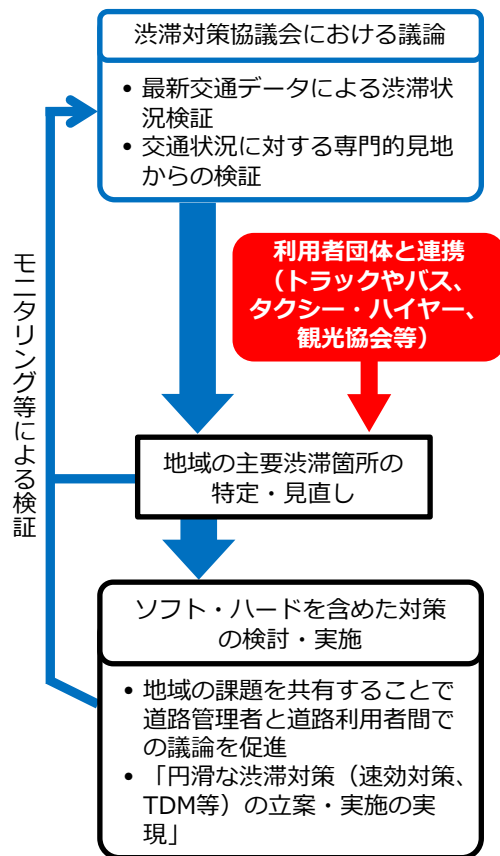 渋滞対策協議会における議論
• 最新交通データによる渋滞状
況検証
• 交通状況に対する専門的見地
からの検証
利用者団体と連携
（トラックやバス、
タクシー・ハイヤー、
観光協会等）
モニタリング等による検証
地域の主要渋滞箇所の
特定・見直し
ソフト・ハードを含めた対策
の検討・実施
• 地域の課題を共有することで
道路管理者と道路利用者間で
の議論を促進
• 「円滑な渋滞対策（速効対策、
TDM等）の立案・実施の実
現」